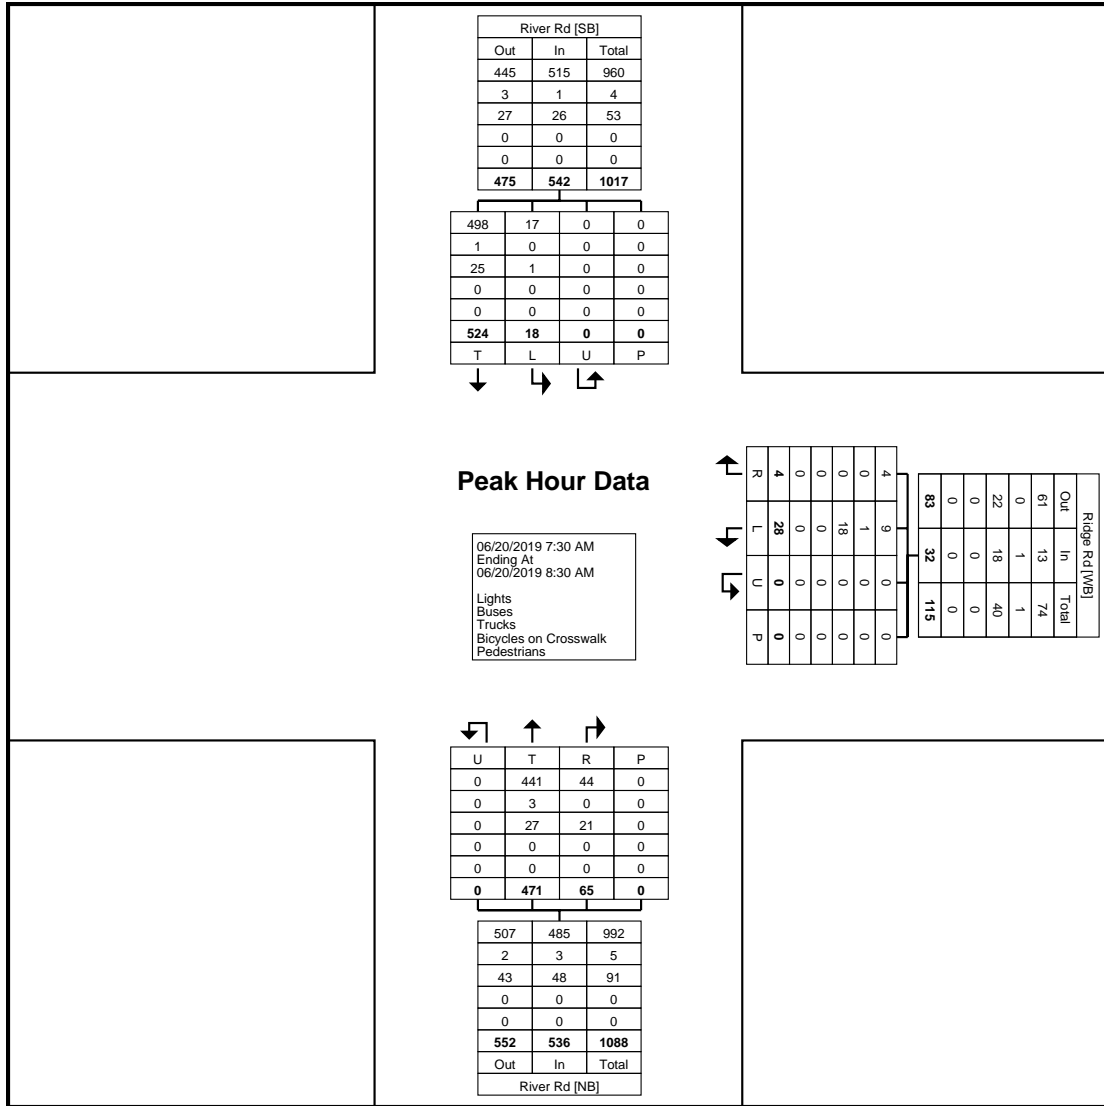 River Rd [SB]
Out In Total
445 515 960
3 1 4
27 26 53
0 0 0
0 0 0
475 542 1017
498 17 0 0
1 0 0 0
25 1 0 0
0 0 0 0
0 0 0 0
524 18 0 0
T L U P
Peak Hour Data
06/20/2019 7:30 AM
Ending At
06/20/2019 8:30 AM
Lights
Buses
Trucks
Bicycles on Crosswalk
Pedestrians
Ridge Rd [WB]
Out In Total
61 13 74
0 1 1
22 18 40
0 0 0
0 0 0
83 32 115
4 9 0 0
0 1 0 0
0 18 0 0
0 0 0 0
0 0 0 0
4 28 0 0
R L U P
U T R P
0 441 44 0
0 3 0 0
0 27 21 0
0 0 0 0
0 0 0 0
0 471 65 0
507 485 992
2 3 5
43 48 91
0 0 0
0 0 0
552 536 1088
Out In Total
River Rd [NB]